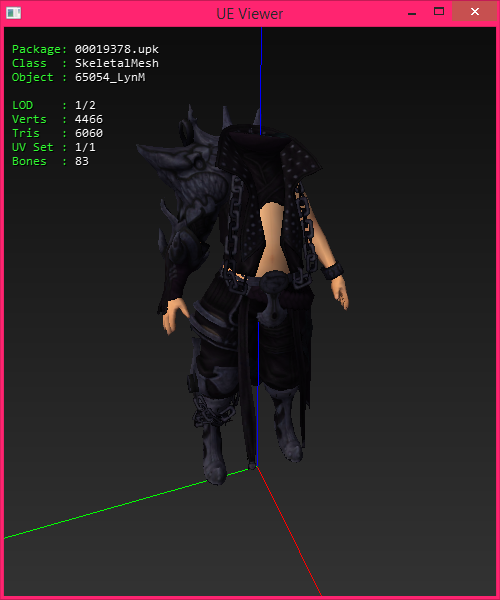 UE Viewer
Package: 00019378.upk
Class : SkeletalMesh
Object : 65054_LynM
LOD : 1/2
Verts : 4466
Tris : 6060
UV Set : 1/1
Bones : 83